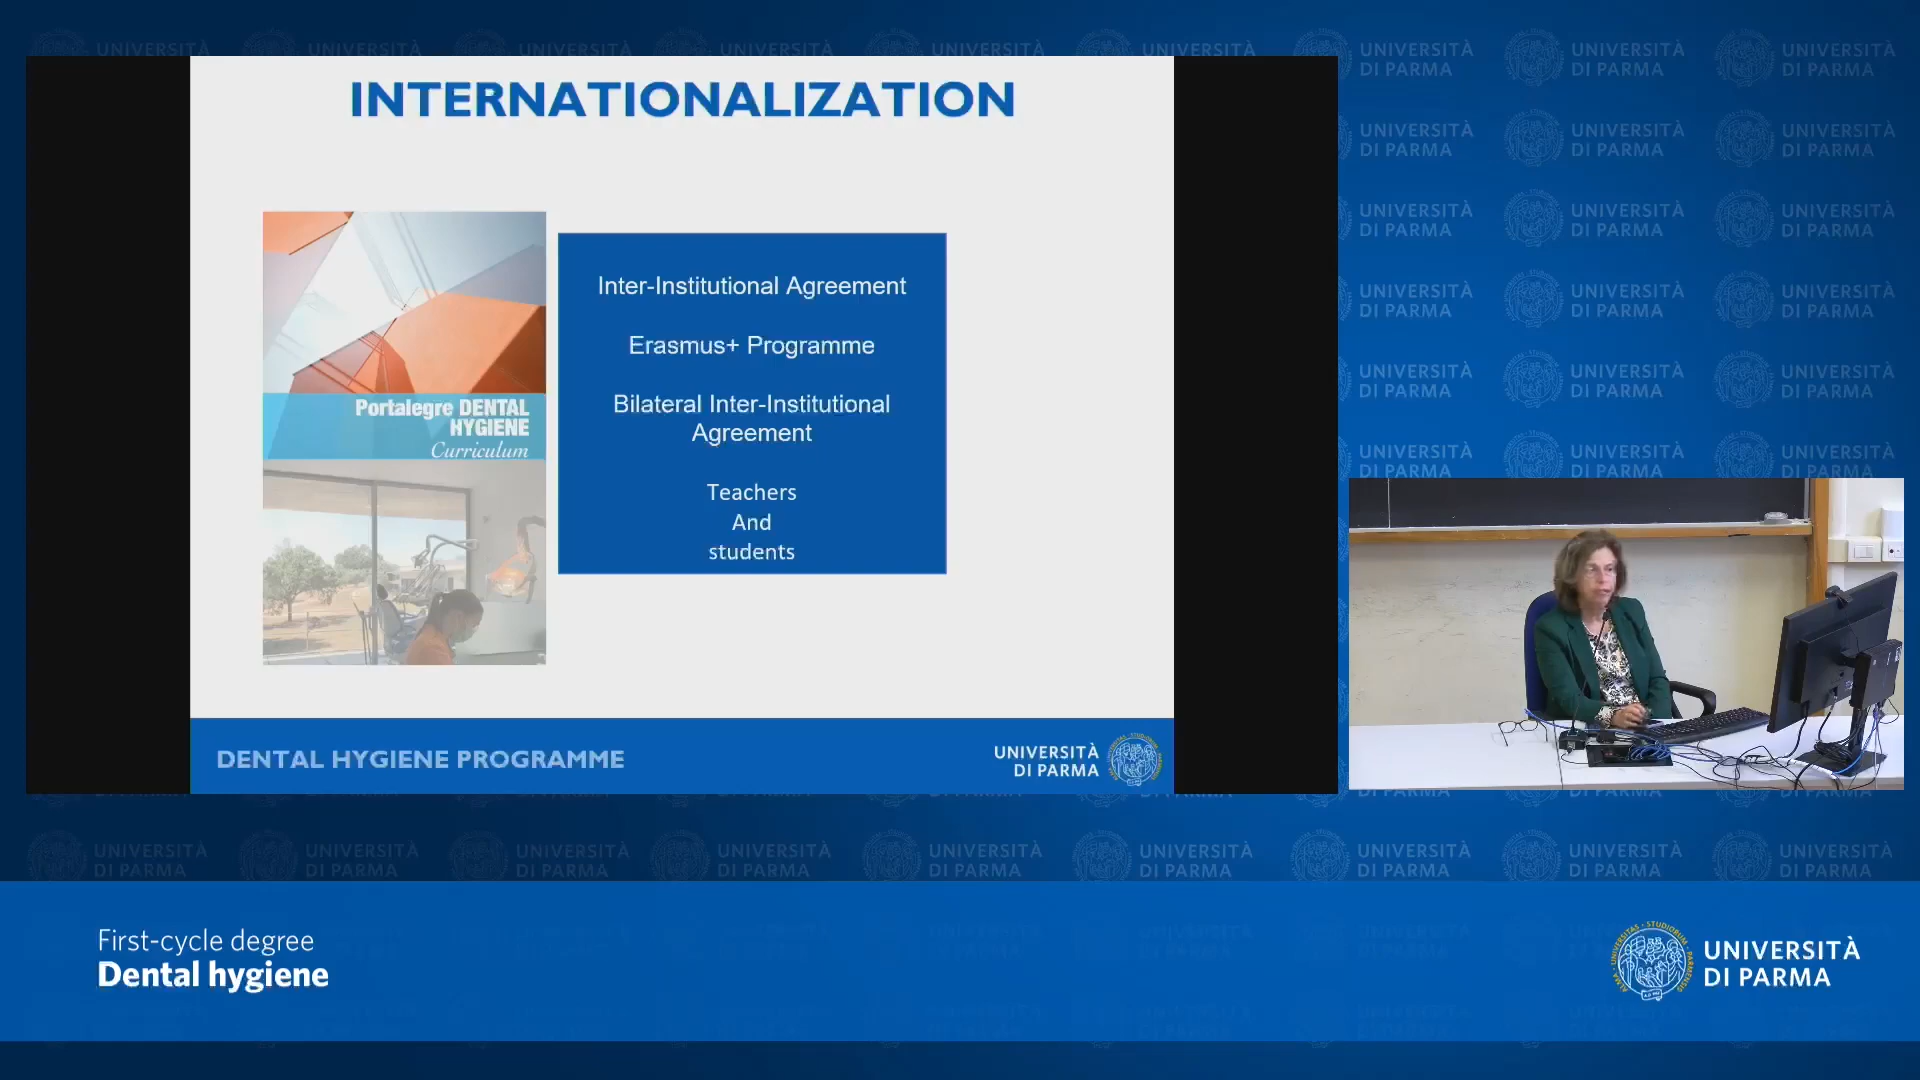 INTERNATIONALIZATION
Portalegre DENTAL
HYGIENE
Curriculum
Inter-Institutional Agreement
Erasmus+ Programme
Bilateral Inter-Institutional
Agreement
Teachers
And
students
DENTAL HYGIENE PROGRAMME
UNIVERSITÀ
DI PARMA
First-cycle degree
Dental hygiene
UNIVERSITÀ
DI PARMA